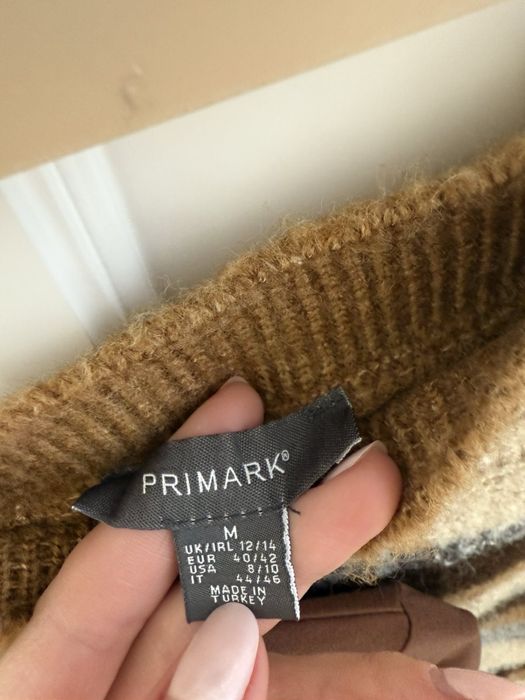 PRIMARK®
M
UK/IRL 12/14
EUR 40/42
USA 8/10
IT 44/46
MADE IN
TURKEY